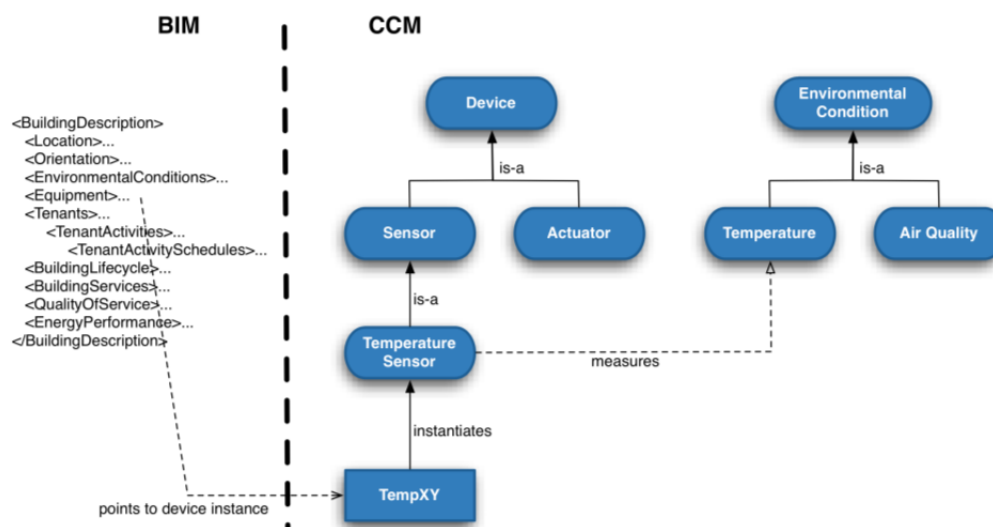 BIM
CCM
<BuildingDescription>
<Location>...
<Orientation>...
<EnvironmentalConditions>...
<Equipment>...
<Tenants>...
<TenantActivities>...
<TenantActivitySchedules>...
<BuildingLifecycle>...
<BuildingServices>...
<QualityOfService>...
<EnergyPerformance>...
</BuildingDescription>
points to device instance
Device
is-a
Sensor
Actuator
is-a
Temperature
Sensor
measures
instantiates
TempXY
Environmental
Condition
is-a
Temperature
Air Quality